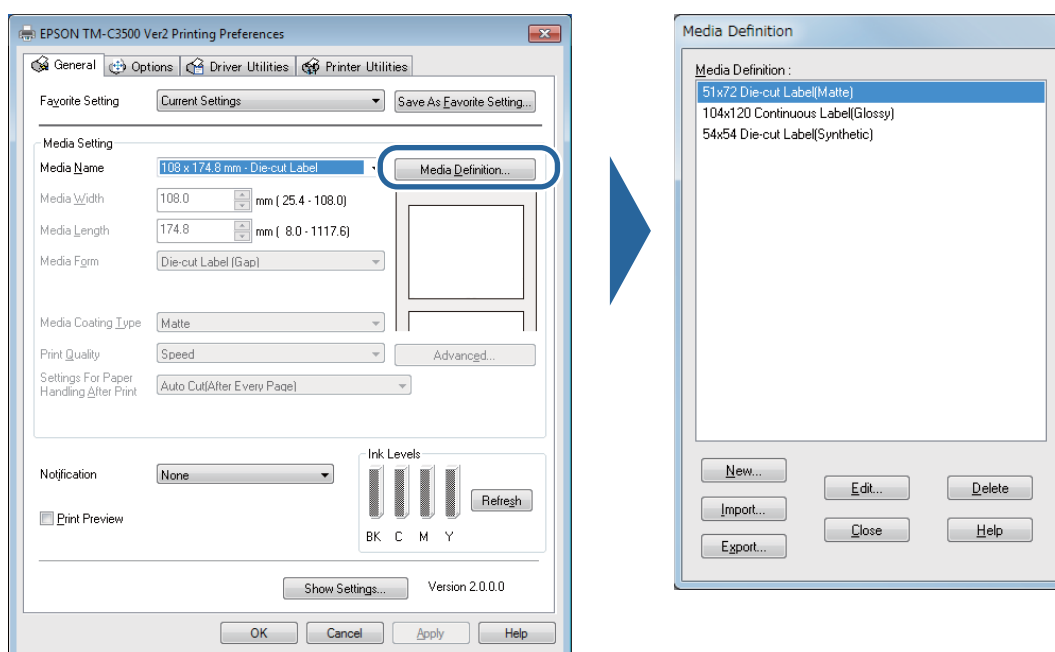 EPSON TM-C3500 Ver2 Printing Preferences
General Options Driver Utilities Printer Utilities
Favorite Setting Current Settings Save As Favorite Setting...
Media Setting
Media Name 108 x 174.8 mm - Die-cut Label Media Definition...
Media Width 108.0 mm ( 25.4 - 108.0)
Media Length 174.8 mm ( 8.0 - 1117.6)
Media Form Die-cut Label (Gap)
Media Coating Type Matte
Print Quality Speed Advanced...
Settings For Paper
Handling After Print Auto Cut(After Every Page)
Notification None
Ink Levels
Refresh
Print Preview
BK C M Y
Show Settings... Version 2.0.0.0
OK Cancel Apply Help
Media Definition
Media Definition :
51x72 Die-cut Label(Matte)
104x120 Continuous Label(Glossy)
54x54 Die-cut Label(Synthetic)
New...
Edit... Delete
Import...
Close Help
Export...